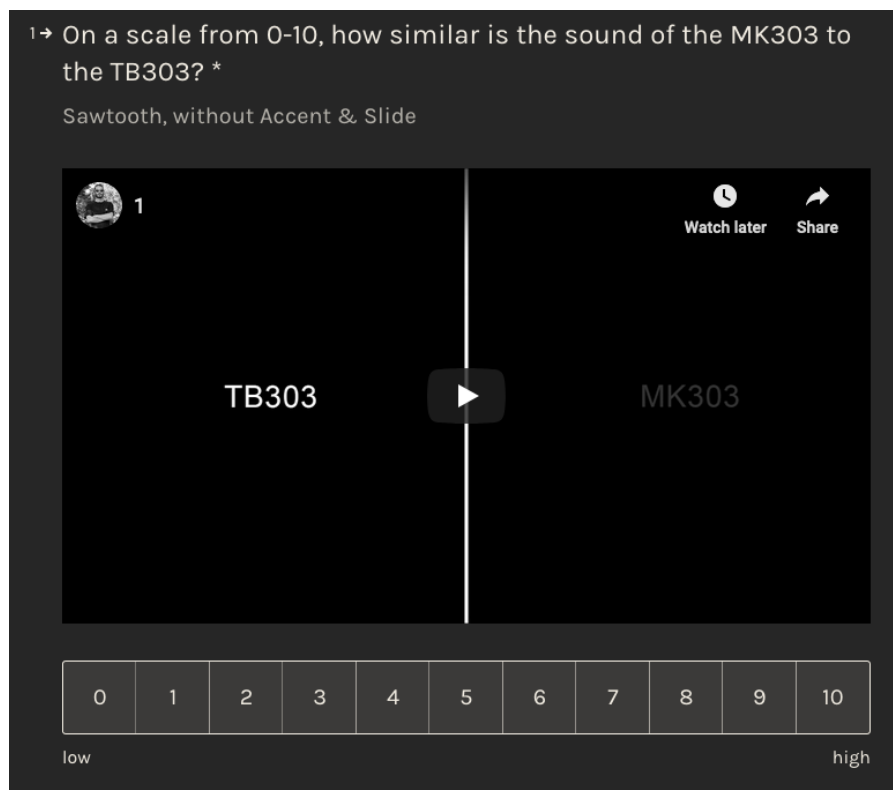 1→ On a scale from 0-10, how similar is the sound of the MK303 to
the TB303? *
Sawtooth, without Accent & Slide
1
Watch later Share
TB303 MK303
0 1 2 3 4 5 6 7 8 9 10
low high